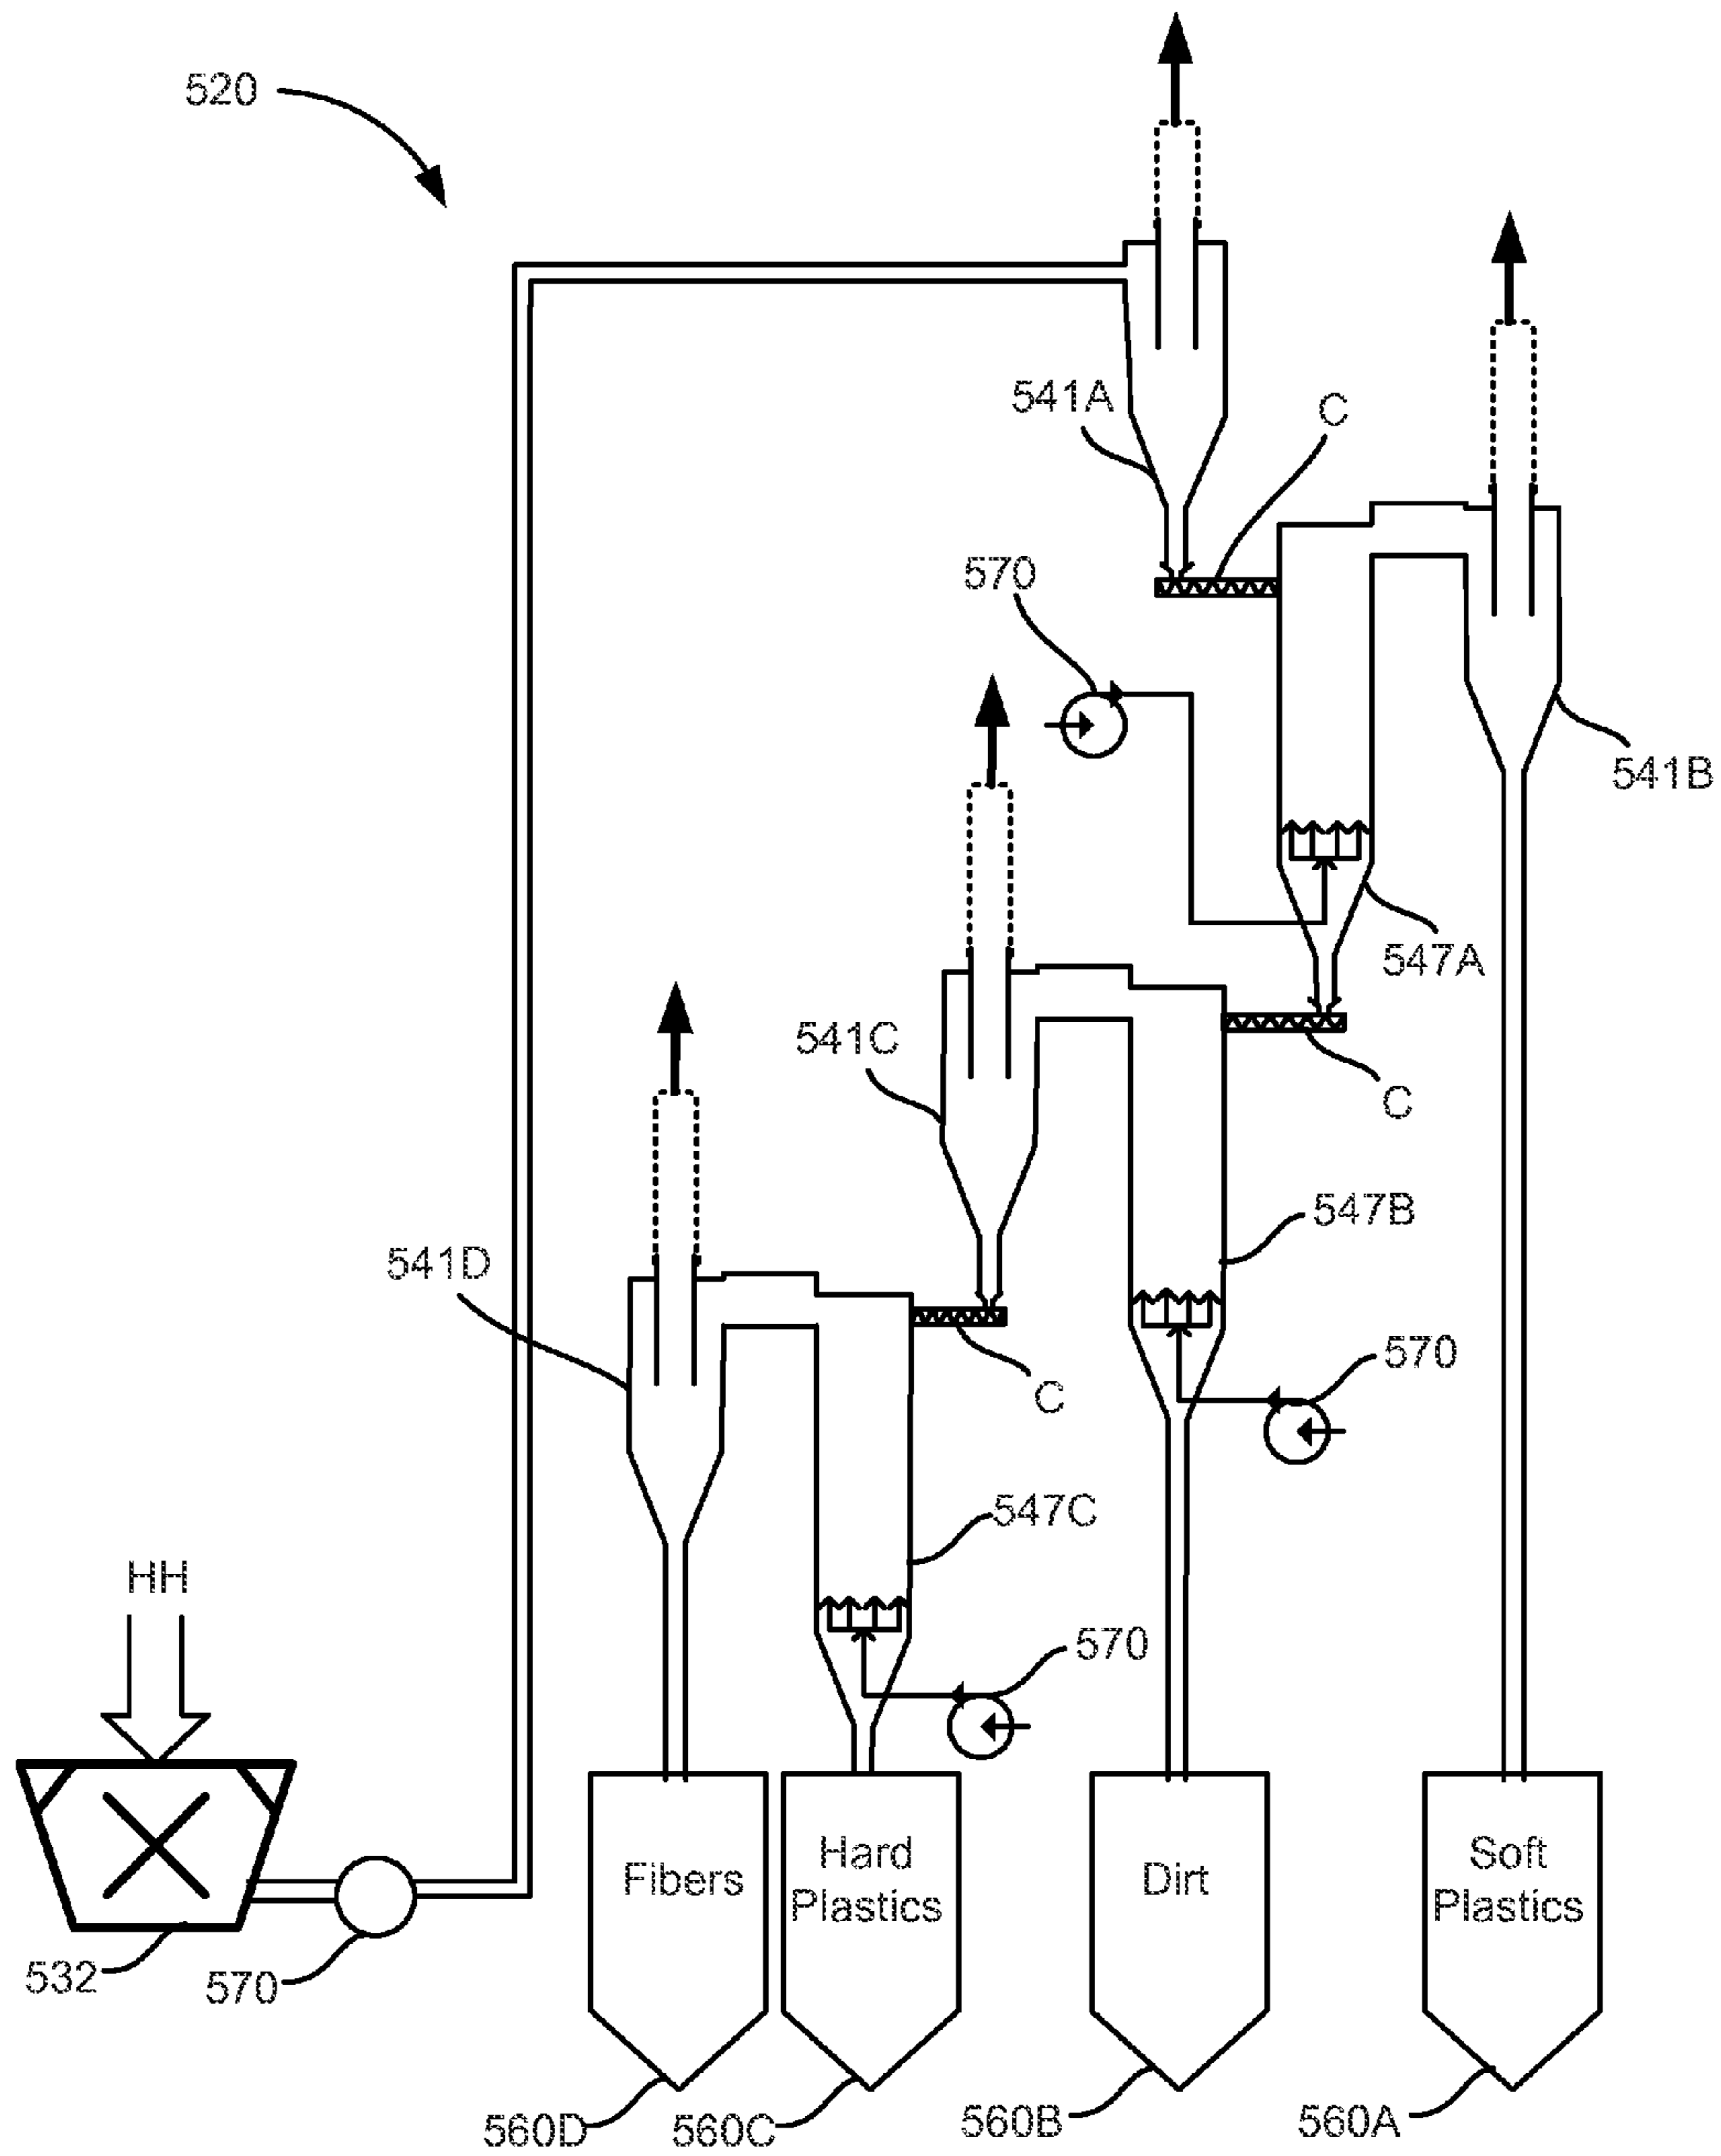 520
541A
C
570
541B
547A
541C
C
547B
541D
570
C
547C
HH
570
Fibers
Hard
Plastics
Dirt
Soft
Plastics
532
570
560D
560C
560B
560A